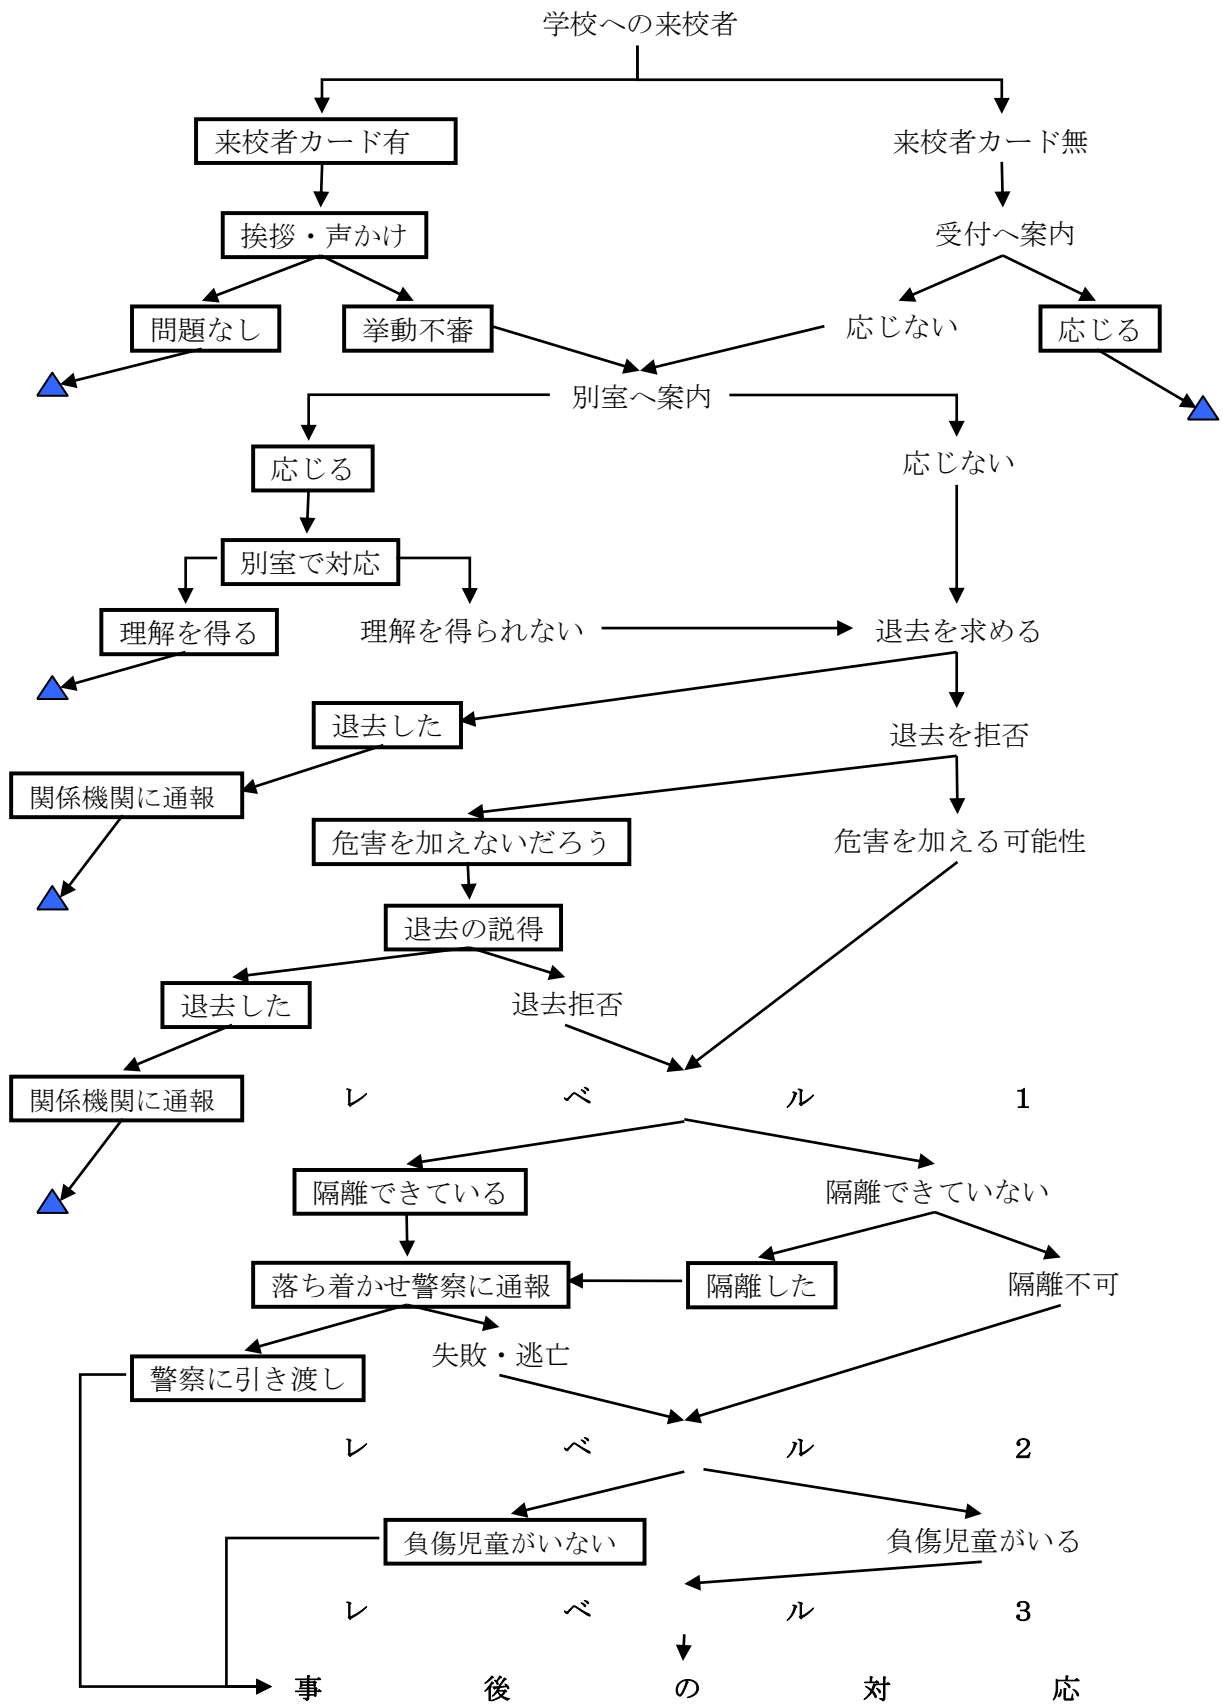 学校への来校者
来校者カード有
来校者カード無
挨拶・声かけ
受付へ案内
問題なし
挙動不審
応じない
応じる
別室へ案内
応じる
応じない
別室で対応
理解を得る
理解を得られない
退去を求める
退去した
退去を拒否
関係機関に通報
危害を加えないだろう
危害を加える可能性
退去の説得
退去した
退去拒否
関係機関に通報
レベル１
隔離できている
隔離できていない
落ち着かせ警察に通報
隔離した
隔離不可
失敗・逃亡
警察に引き渡し
レベル２
負傷児童がいない
負傷児童がいる
レベル３
事後の対応